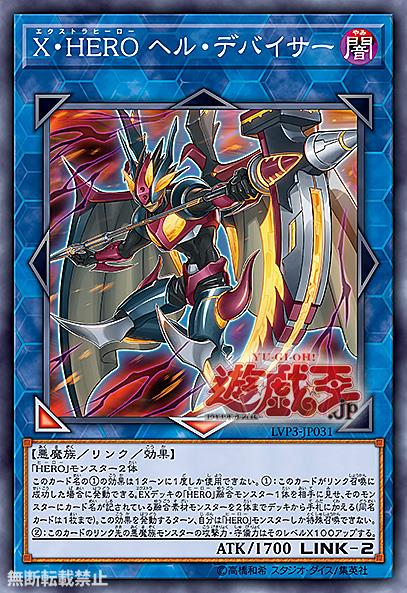 エクストラヒーロー
X・HERO ヘル・デバイサー
やみ
闇
YU-GI-OH!
遊戯王.jp
LVP3-JP031
【悪魔族/リンク/効果】
「HERO」モンスター2体
このカード名の①の効果は1ターンに1度しか使用できない。①:このカードがリンク召喚に
成功した場合に発動できる。EXデッキの「HERO」融合モンスター1体を相手に見せ、そのモン
スターにカード名が記されている融合素材モンスターを2体までデッキから手札に加える(同名
カードは1枚まで)。この効果を発動するターン、自分は「HERO」モンスターしか特殊召喚できない。
②:このカードのリンク先の悪魔族モンスターの攻撃力・守備力はそのレベル×100アップする。
ATK/1700 LINK-2
無断転載禁止
©高橋和希 スタジオ・ダイス/集英社